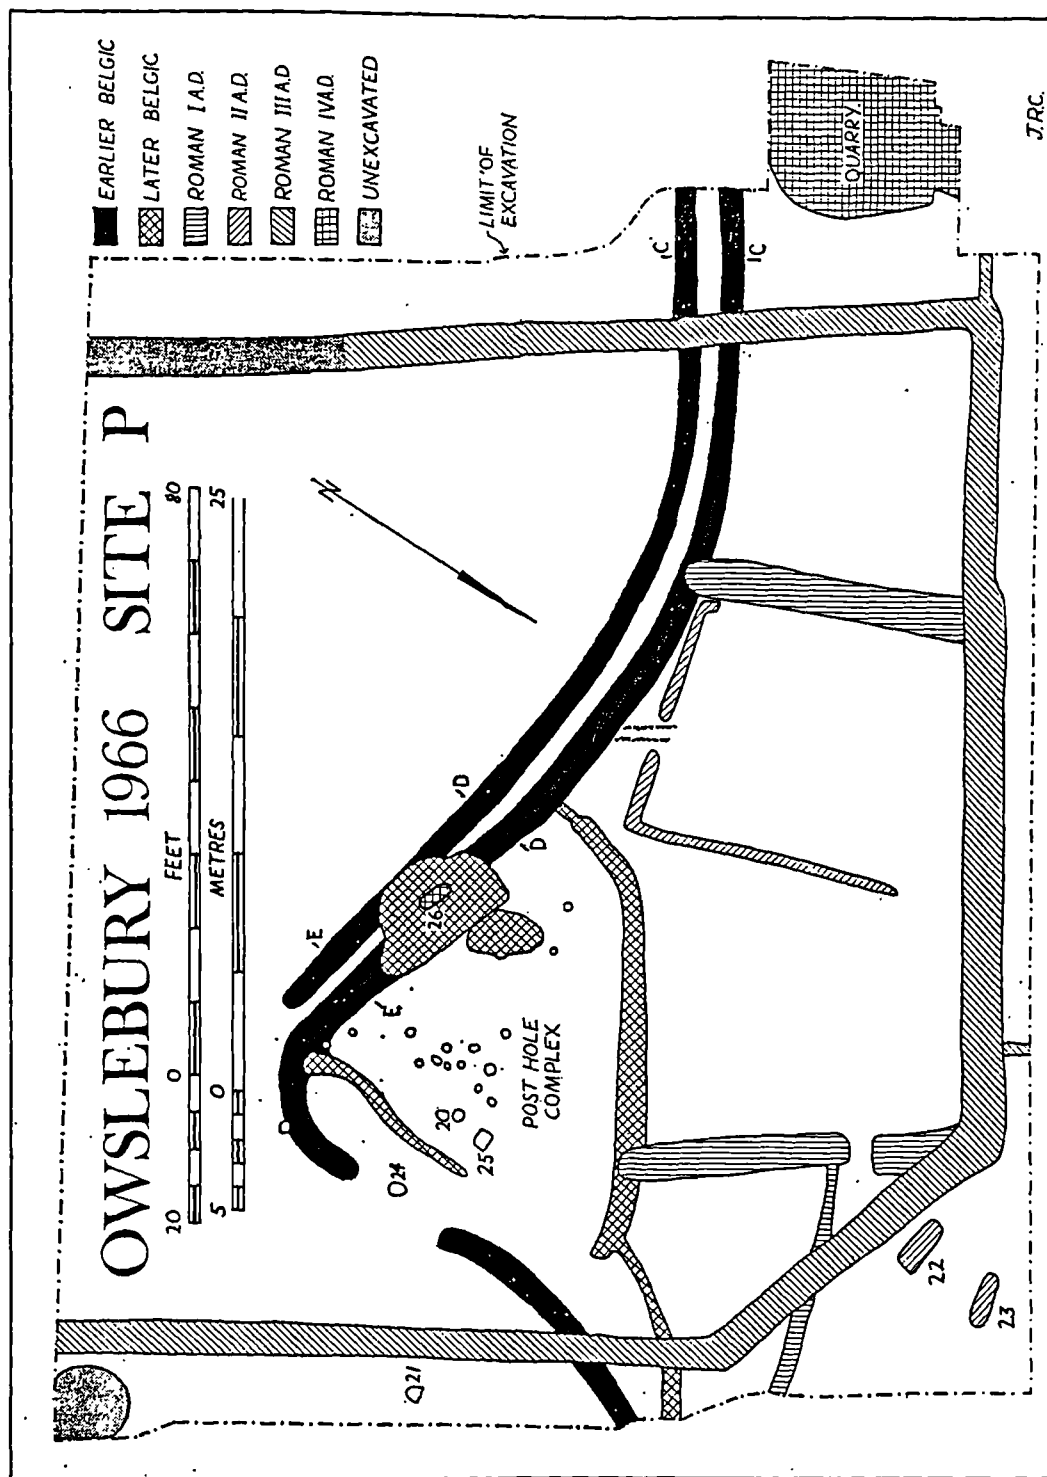 OWSLEBURY 1966 SITE P
20 0 80
FEET
5 0 25
METRES
EARLIER BELGIC
LATER BELGIC
ROMAN I A.D.
ROMAN II A.D.
ROMAN III A.D
ROMAN IV A.D.
UNEXCAVATED
LIMIT OF
EXCAVATION
N
QUARRY.
J.R.C.
C
C
D
D
E
E
26
POST HOLE
COMPLEX
20
25
24
21
22
23